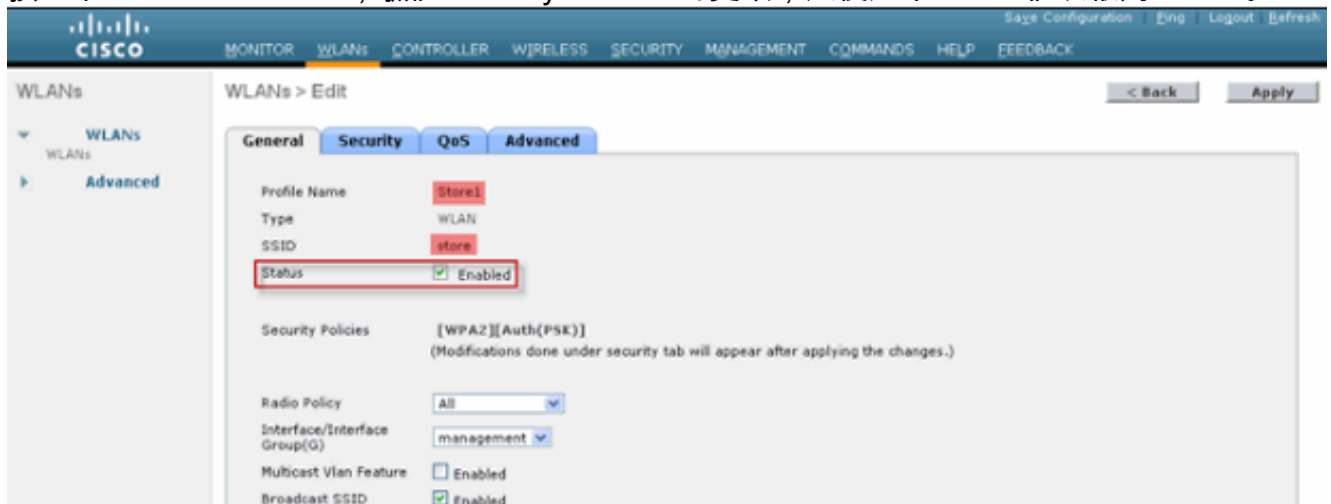 Save Configuration | Ping | Logout | Refresh
CISCO
MONITOR WLANs CONTROLLER WIRELESS SECURITY MANAGEMENT COMMANDS HELP FEEDBACK
WLANs
WLANs > Edit
< Back
Apply
WLANs
WLANs
Advanced
General Security QoS Advanced
Profile Name Store1
Type WLAN
SSID store
Status Enabled
Security Policies [WPA2][Auth(PSK)]
(Modifications done under security tab will appear after applying the changes.)
Radio Policy All
Interface/Interface Group(G) management
Multicast Vlan Feature Enabled
Broadcast SSID Enabled